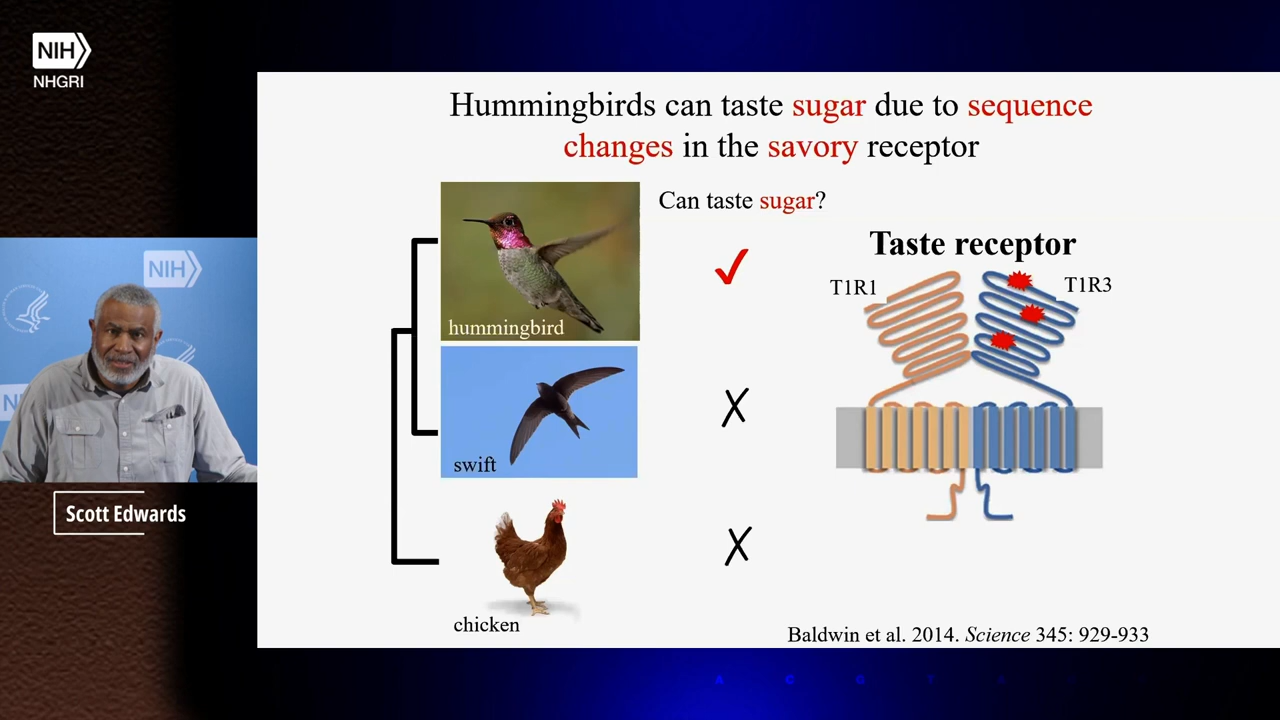 NIH
NHGRI
Hummingbirds can taste sugar due to sequence
changes in the savory receptor
Can taste sugar?
Taste receptor
T1R1
T1R3
hummingbird
swift
chicken
NIH
Scott Edwards
Baldwin et al. 2014. Science 345: 929-933